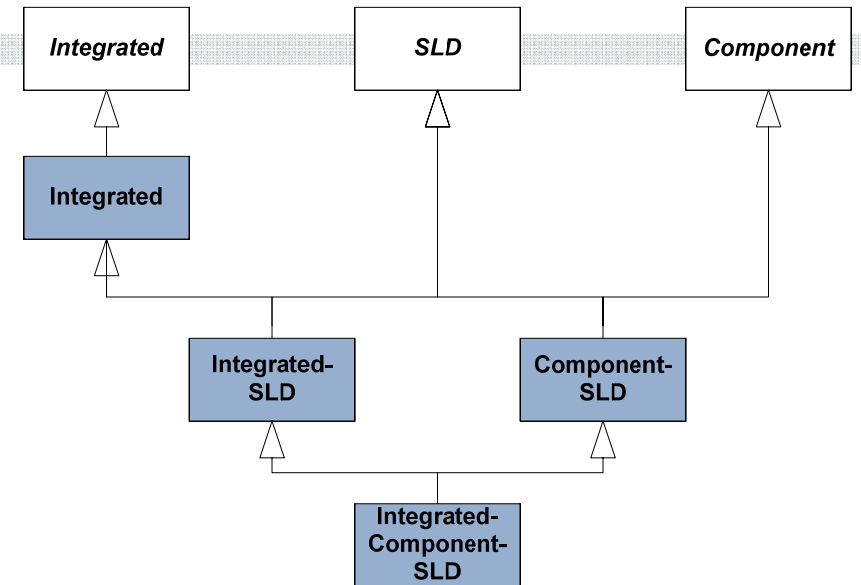 Integrated
SLD
Component
Integrated
Integrated-
SLD
Component-
SLD
Integrated-
Component-
SLD